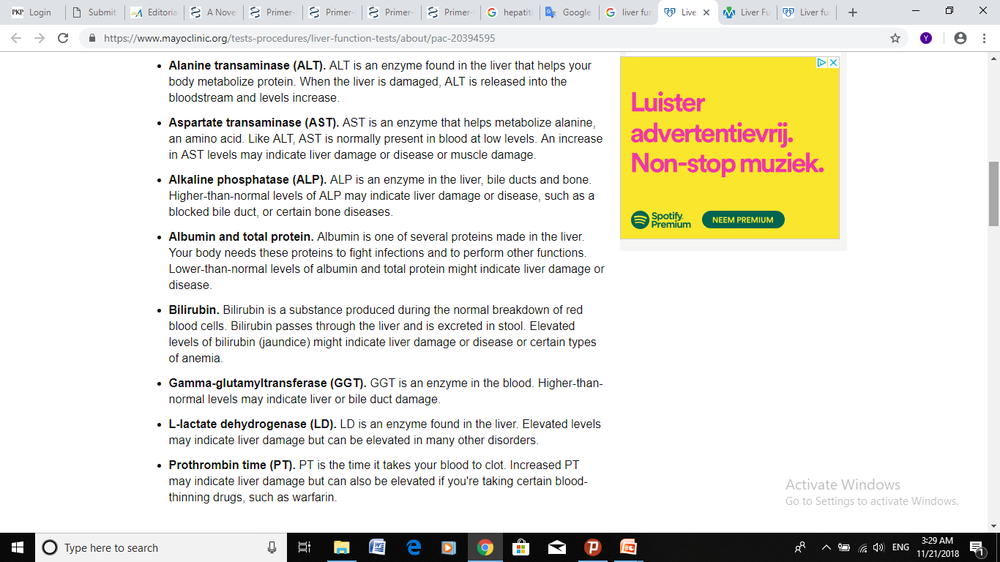 PKP Login
Submit
Editoria
A Nove
Primer-
Primer-
Primer-
Primer-
hepatiti
Google
liver fun
Live
Liver Fu
Liver fu
https://www.mayoclinic.org/tests-procedures/liver-function-tests/about/pac-20394595
Y
Alanine transaminase (ALT). ALT is an enzyme found in the liver that helps your
body metabolize protein. When the liver is damaged, ALT is released into the
bloodstream and levels increase.
Aspartate transaminase (AST). AST is an enzyme that helps metabolize alanine,
an amino acid. Like ALT, AST is normally present in blood at low levels. An increase
in AST levels may indicate liver damage or disease or muscle damage.
Alkaline phosphatase (ALP). ALP is an enzyme in the liver, bile ducts and bone.
Higher-than-normal levels of ALP may indicate liver damage or disease, such as a
blocked bile duct, or certain bone diseases.
Albumin and total protein. Albumin is one of several proteins made in the liver.
Your body needs these proteins to fight infections and to perform other functions.
Lower-than-normal levels of albumin and total protein might indicate liver damage or
disease.
Bilirubin. Bilirubin is a substance produced during the normal breakdown of red
blood cells. Bilirubin passes through the liver and is excreted in stool. Elevated
levels of bilirubin (jaundice) might indicate liver damage or disease or certain types
of anemia.
Gamma-glutamyltransferase (GGT). GGT is an enzyme in the blood. Higher-than-
normal levels may indicate liver or bile duct damage.
L-lactate dehydrogenase (LD). LD is an enzyme found in the liver. Elevated levels
may indicate liver damage but can be elevated in many other disorders.
Prothrombin time (PT). PT is the time it takes your blood to clot. Increased PT
may indicate liver damage but can also be elevated if you're taking certain blood-
thinning drugs, such as warfarin.
Luister
advertentievrij.
Non-stop muziek.
Spotify
Premium
NEEM PREMIUM
Activate Windows
Go to Settings to activate Windows.
Type here to search
ENG
3:29 AM
11/21/2018
1